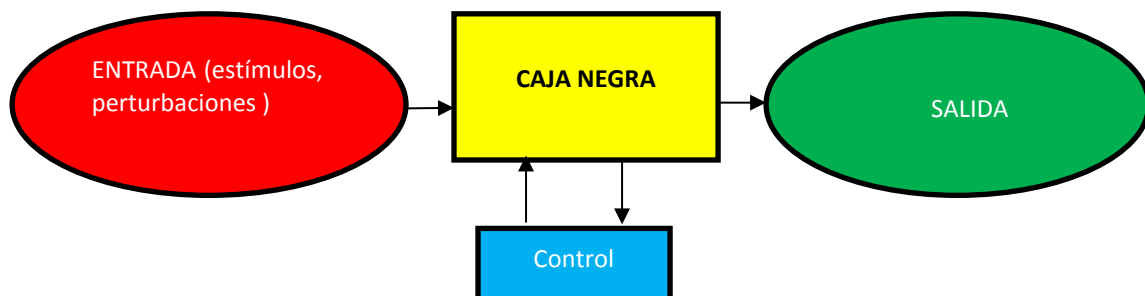 ENTRADA (estímulos,
perturbaciones )
CAJA NEGRA
SALIDA
Control